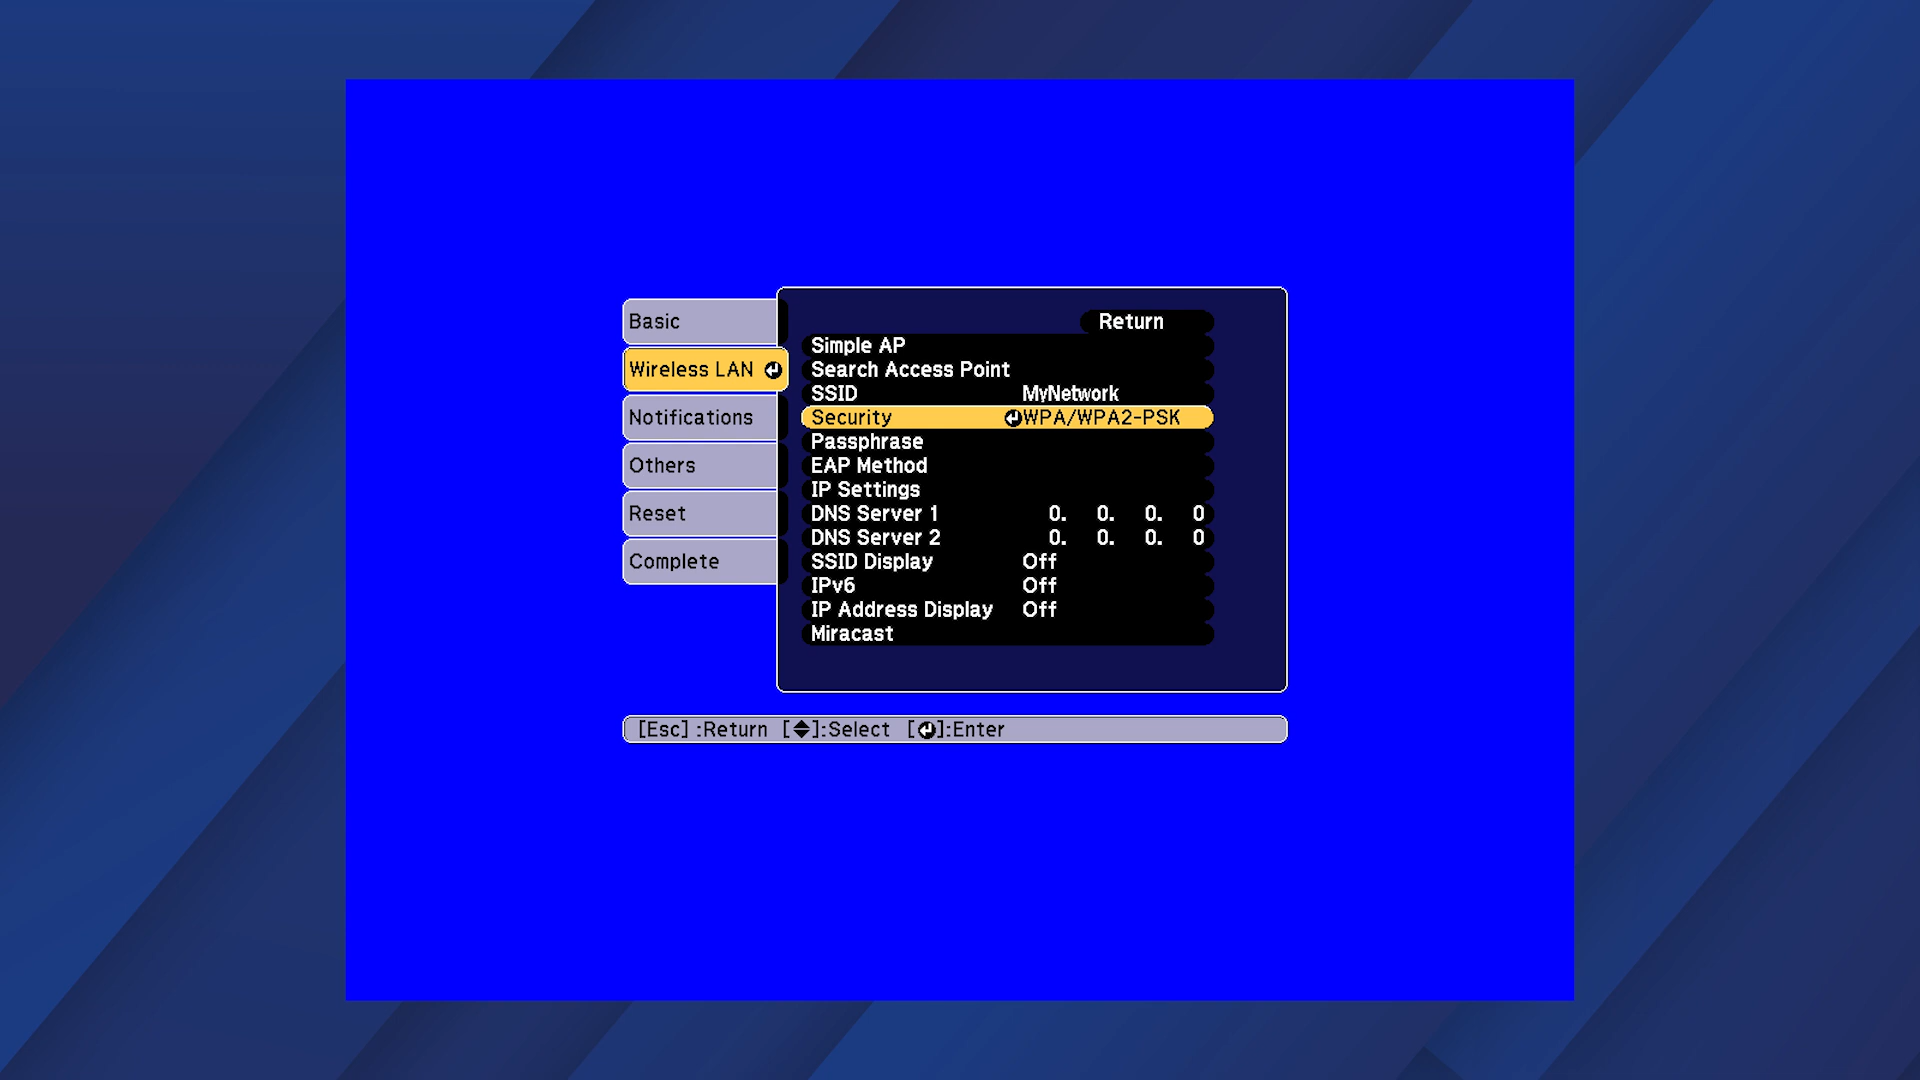 Basic
Wireless LAN
Notifications
Others
Reset
Complete
Return
Simple AP
Search Access Point
SSID MyNetwork
Security WPA/WPA2-PSK
Passphrase
EAP Method
IP Settings
DNS Server 1 0. 0. 0. 0
DNS Server 2 0. 0. 0. 0
SSID Display Off
IPv6 Off
IP Address Display Off
Miracast
[Esc] :Return [◆]:Select [↵]:Enter